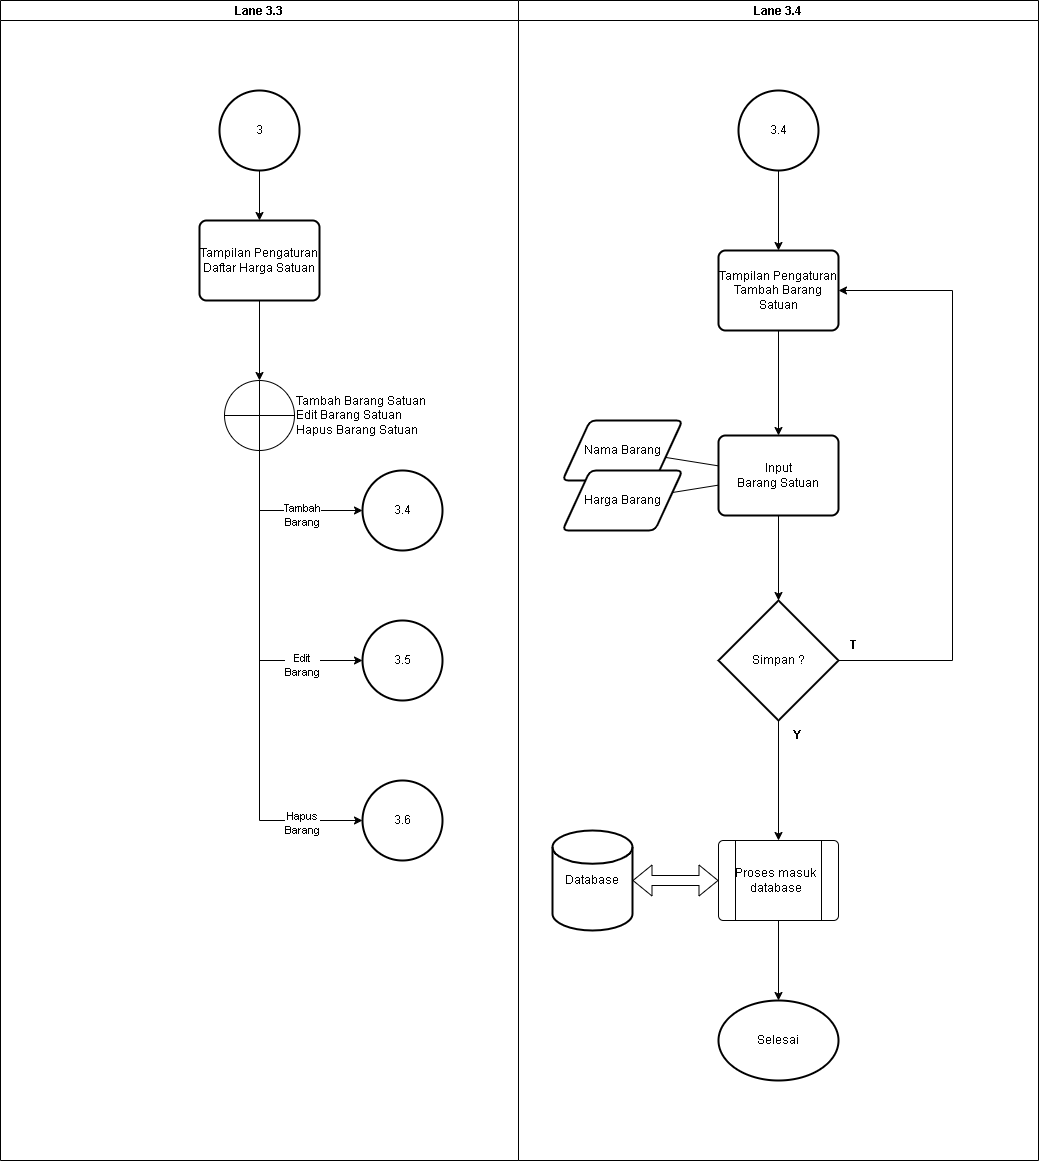 Lane 3.3
3
Tampilan Pengaturan
Daftar Harga Satuan
Tambah Barang Satuan
Edit Barang Satuan
Hapus Barang Satuan
Tambah
Barang
3.4
Edit
Barang
3.5
Hapus
Barang
3.6
Lane 3.4
3.4
Tampilan Pengaturan
Tambah Barang
Satuan
Nama Barang
Harga Barang
Input
Barang Satuan
Simpan ?
T
Y
Database
Proses masuk
database
Selesai